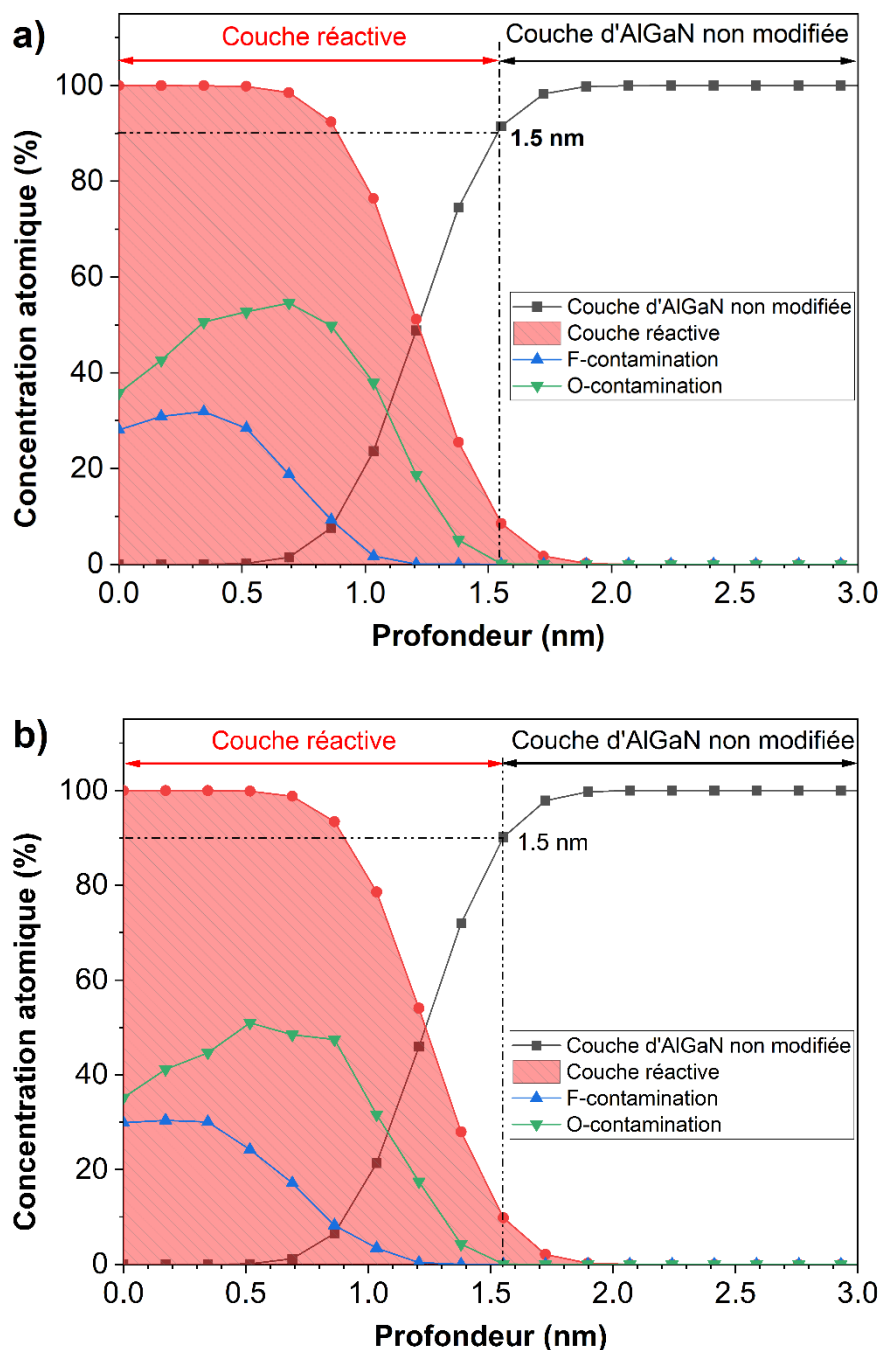 a)
Couche réactive
Couche d'AlGaN non modifiée
100
80
60
40
20
0
1.5 nm
Couche d'AlGaN non modifiée
Couche réactive
F-contamination
O-contamination
Concentration atomique (%)
0.0 0.5 1.0 1.5 2.0 2.5 3.0
Profondeur (nm)
b)
Couche réactive
Couche d'AlGaN non modifiée
100
80
60
40
20
0
1.5 nm
Couche d'AlGaN non modifiée
Couche réactive
F-contamination
O-contamination
Concentration atomique (%)
0.0 0.5 1.0 1.5 2.0 2.5 3.0
Profondeur (nm)